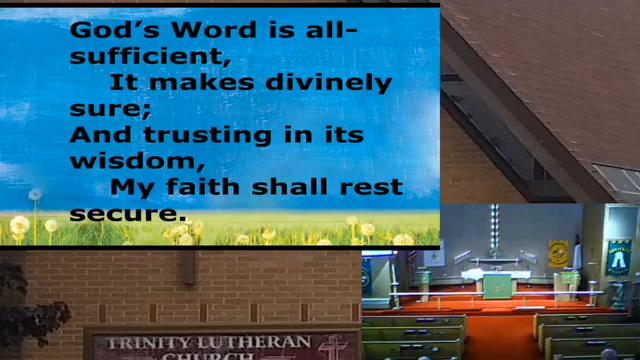 God's Word is all-
sufficient,
It makes divinely
sure;
And trusting in its
wisdom,
My faith shall rest
secure.
TRINITY LUTHERAN
CHURCH